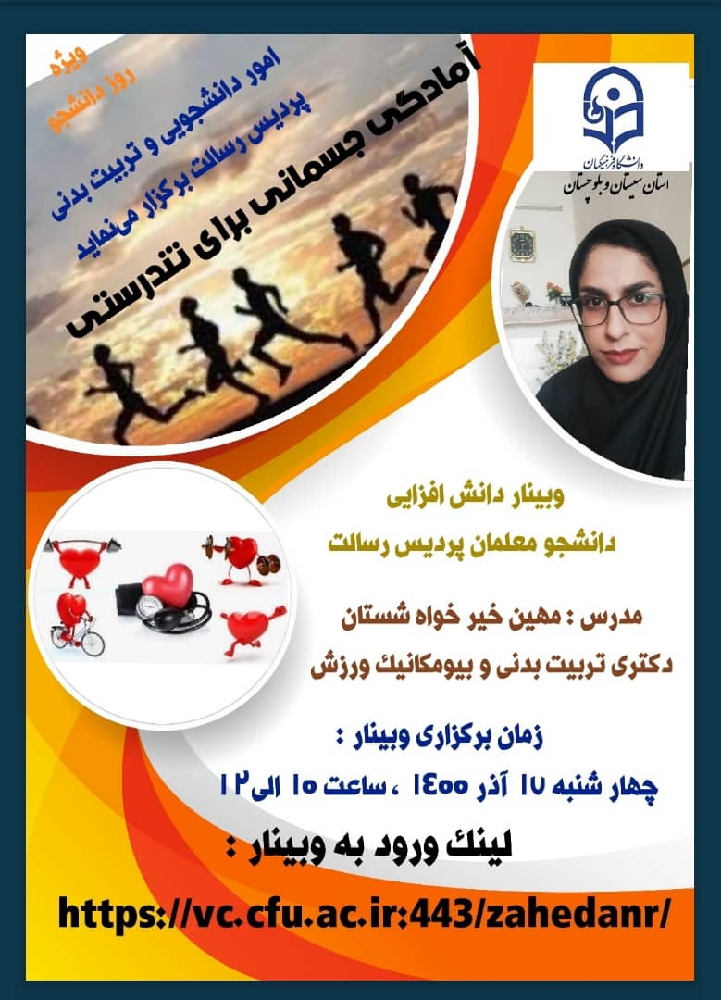 ویژه
روز دانشجو
امور دانشجویی و تربیت بدنی
پردیس رسالت برگزار می‌نماید
آمادگی جسمانی برای تندرستی
دانشگاه فرهنگیان
استان سیستان و بلوچستان
وبینار دانش افزایی
دانشجو معلمان پردیس رسالت
مدرس : مهین خیر خواه شستان
دکتری تربیت بدنی و بیومکانیک ورزش
زمان برگزاری وبینار :
چهار شنبه ۱۷ آذر ۱۴۰۰ ، ساعت ۱۰ الی ۱۲
لینک ورود به وبینار :
https://vc.cfu.ac.ir:443/zahedanr/